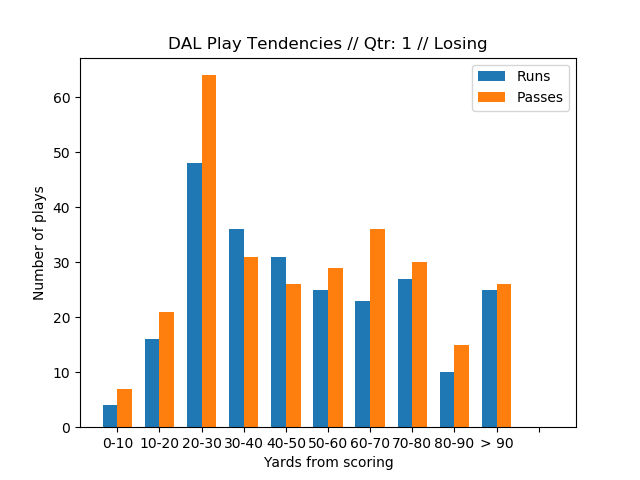 DAL Play Tendencies // Qtr: 1 // Losing
Runs
Passes
Number of plays
60
50
40
30
20
10
0
0-10 10-20 20-30 30-40 40-50 50-60 60-70 70-80 80-90 > 90
Yards from scoring